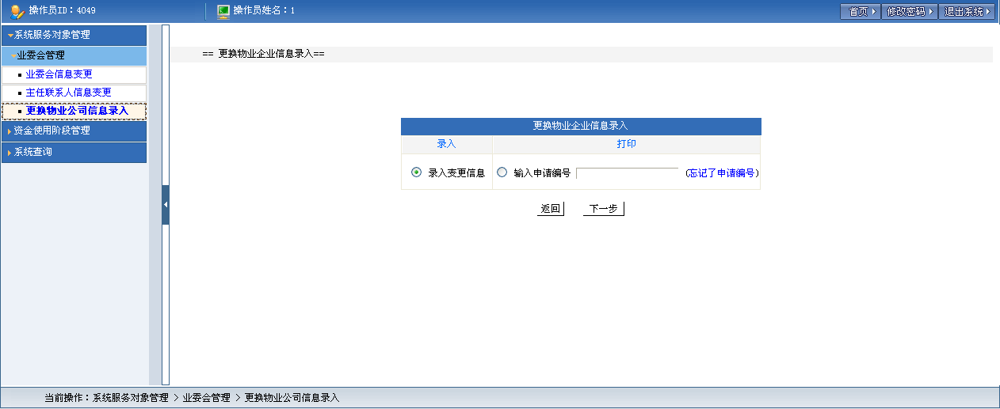 操作员ID：4049 操作员姓名：1 首页 修改密码 退出系统
系统服务对象管理
业委会管理
业委会信息变更
主任联系人信息变更
更换物业公司信息录入
资金使用阶段管理
系统查询
== 更换物业企业信息录入==
更换物业企业信息录入
录入 打印
录入变更信息 输入申请编号 (忘记了申请编号)
返回 下一步
当前操作：系统服务对象管理 > 业委会管理 > 更换物业公司信息录入